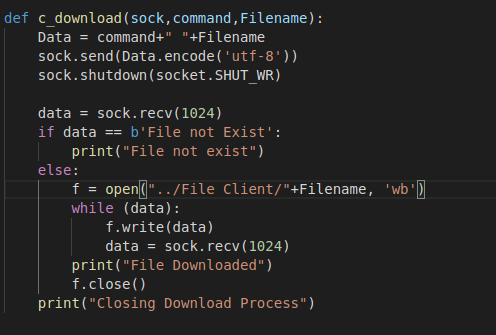 def c_download(sock,command,Filename):
    Data = command+" "+Filename
    sock.send(Data.encode('utf-8'))
    sock.shutdown(socket.SHUT_WR)

    data = sock.recv(1024)
    if data == b'File not Exist':
        print("File not exist")
    else:
        f = open("../File Client/"+Filename, 'wb')
        while (data):
            f.write(data)
            data = sock.recv(1024)
        print("File Downloaded")
        f.close()
    print("Closing Download Process")